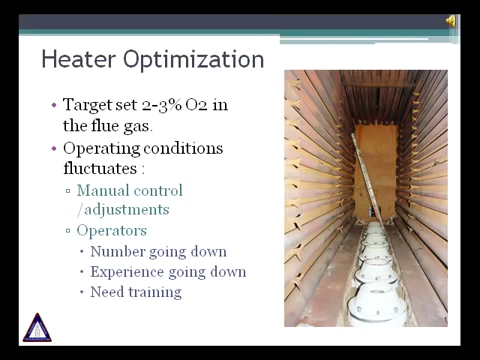 Heater Optimization
• Target set 2-3% O2 in
the flue gas.
• Operating conditions
fluctuates :
▫ Manual control
/adjustments
▫ Operators
▪ Number going down
▪ Experience going down
▪ Need training